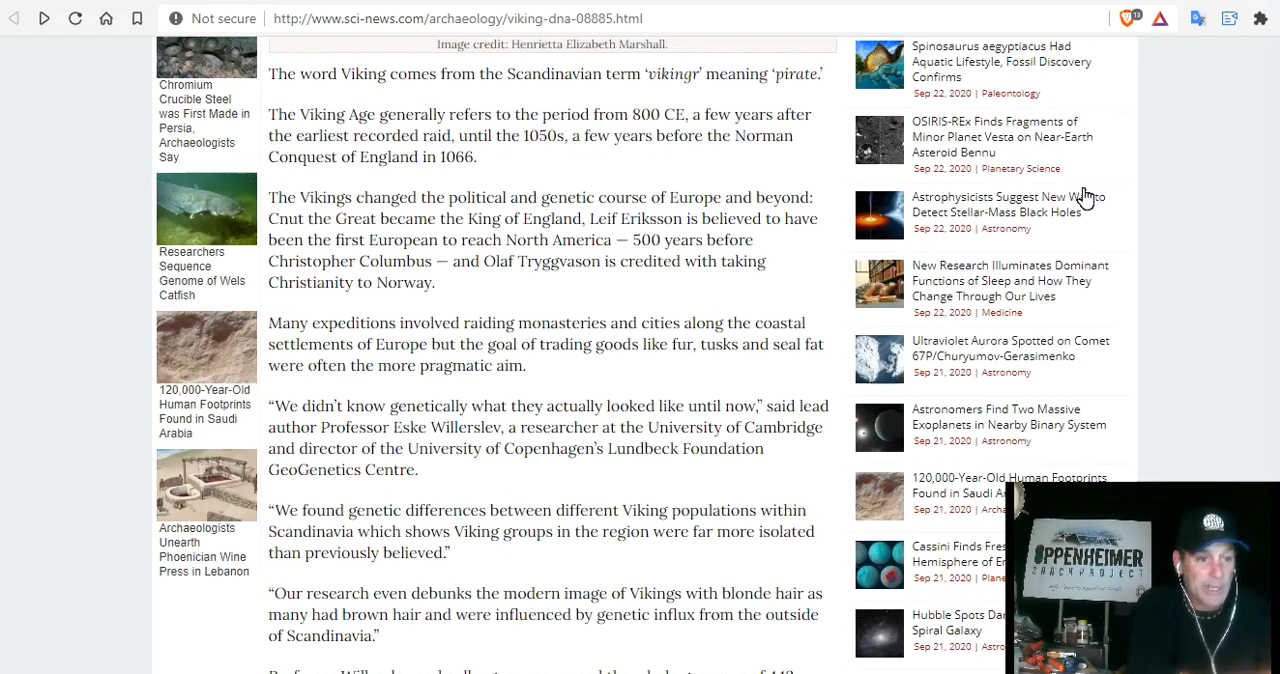 Not secure
http://www.sci-news.com/archaeology/viking-dna-08885.html
13
Image credit: Henrietta Elizabeth Marshall.
Chromium
Crucible Steel
was First Made in
Persia,
Archaeologists
Say
Researchers
Sequence
Genome of Wels
Catfish
120,000-Year-Old
Human Footprints
Found in Saudi
Arabia
Archaeologists
Unearth
Phoenician Wine
Press in Lebanon
The word Viking comes from the Scandinavian term ‘vikingr’ meaning ‘pirate.’
The Viking Age generally refers to the period from 800 CE, a few years after
the earliest recorded raid, until the 1050s, a few years before the Norman
Conquest of England in 1066.
The Vikings changed the political and genetic course of Europe and beyond:
Cnut the Great became the King of England, Leif Eriksson is believed to have
been the first European to reach North America — 500 years before
Christopher Columbus — and Olaf Tryggvason is credited with taking
Christianity to Norway.
Many expeditions involved raiding monasteries and cities along the coastal
settlements of Europe but the goal of trading goods like fur, tusks and seal fat
were often the more pragmatic aim.
“We didn’t know genetically what they actually looked like until now,” said lead
author Professor Eske Willerslev, a researcher at the University of Cambridge
and director of the University of Copenhagen’s Lundbeck Foundation
GeoGenetics Centre.
“We found genetic differences between different Viking populations within
Scandinavia which shows Viking groups in the region were far more isolated
than previously believed.”
“Our research even debunks the modern image of Vikings with blonde hair as
many had brown hair and were influenced by genetic influx from the outside
of Scandinavia.”
Spinosaurus aegyptiacus Had
Aquatic Lifestyle, Fossil Discovery
Confirms
Sep 22, 2020 | Paleontology
OSIRIS-REx Finds Fragments of
Minor Planet Vesta on Near-Earth
Asteroid Bennu
Sep 22, 2020 | Planetary Science
Astrophysicists Suggest New W to
Detect Stellar-Mass Black Holes
Sep 22, 2020 | Astronomy
New Research Illuminates Dominant
Functions of Sleep and How They
Change Through Our Lives
Sep 22, 2020 | Medicine
Ultraviolet Aurora Spotted on Comet
67P/Churyumov-Gerasimenko
Sep 21, 2020 | Astronomy
Astronomers Find Two Massive
Exoplanets in Nearby Binary System
Sep 21, 2020 | Astronomy
120,000-Year-Old Human Footprints
Found in Saudi Ar
Sep 21, 2020 | Archa
Cassini Finds Fres
Hemisphere of En
Sep 21, 2020 | Plane
Hubble Spots Da
Spiral Galaxy
Sep 21, 2020 | Astro
OPPENHEIMER
RANCHPROJECT